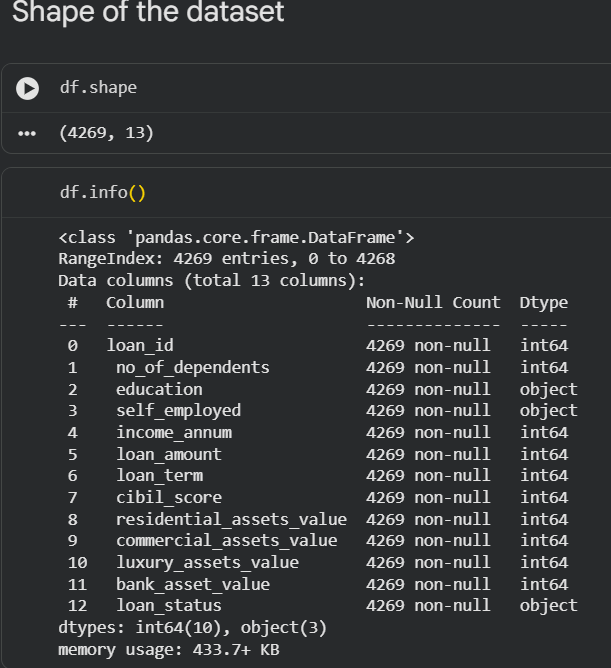 Shape of the dataset
df.shape
(4269, 13)
df.info()
<class 'pandas.core.frame.DataFrame'>
RangeIndex: 4269 entries, 0 to 4268
Data columns (total 13 columns):
 #   Column                    Non-Null Count  Dtype
---  ------                    --------------  -----
 0   loan_id                   4269 non-null   int64
 1    no_of_dependents         4269 non-null   int64
 2    education                4269 non-null   object
 3    self_employed            4269 non-null   object
 4    income_annum             4269 non-null   int64
 5    loan_amount              4269 non-null   int64
 6    loan_term                4269 non-null   int64
 7    cibil_score              4269 non-null   int64
 8    residential_assets_value  4269 non-null   int64
 9    commercial_assets_value  4269 non-null   int64
 10   luxury_assets_value      4269 non-null   int64
 11   bank_asset_value         4269 non-null   int64
 12   loan_status              4269 non-null   object
dtypes: int64(10), object(3)
memory usage: 433.7+ KB